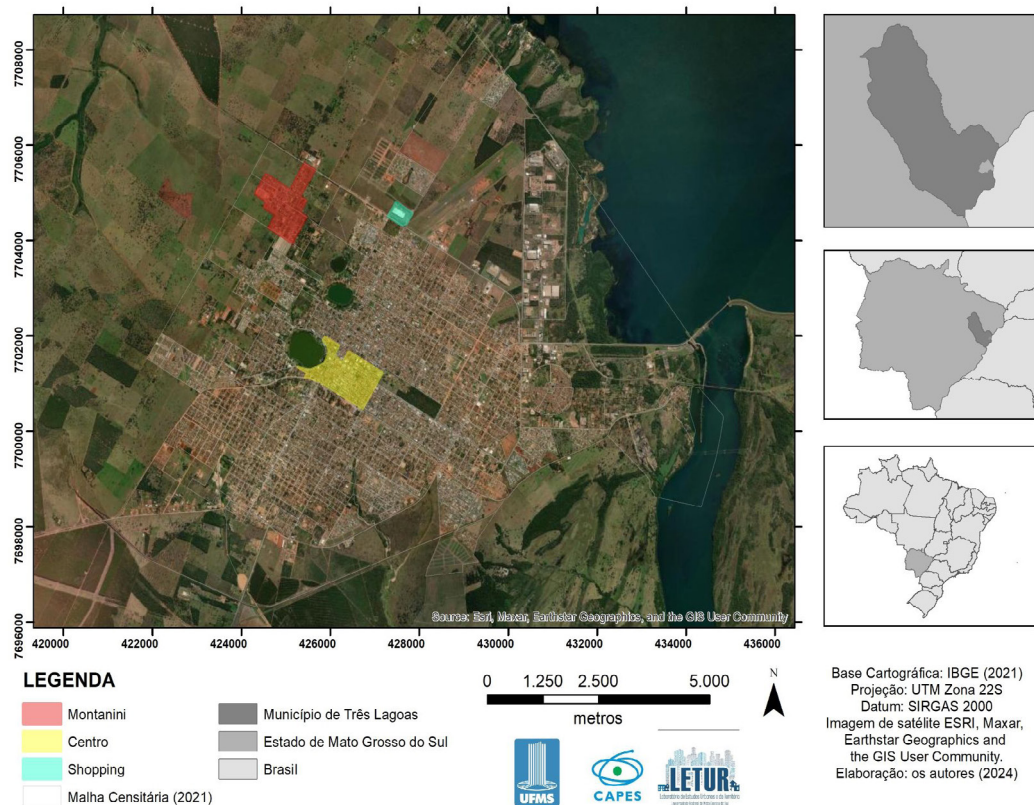 7708000
7706000
7704000
7702000
7700000
7698000
7696000
Source: Esri, Maxar, Earthstar Geographics, and the GIS User Community
420000 422000 424000 426000 428000 430000 432000 434000 436000
LEGENDA
Montanini
Centro
Shopping
Malha Censitária (2021)
Município de Três Lagoas
Estado de Mato Grosso do Sul
Brasil
0 1.250 2.500 5.000
metros
N
UFMS
CAPES
LETUR
Base Cartográfica: IBGE (2021)
Projeção: UTM Zona 22S
Datum: SIRGAS 2000
Imagem de satélite ESRI, Maxar,
Earthstar Geographics and
the GIS User Community.
Elaboração: os autores (2024)